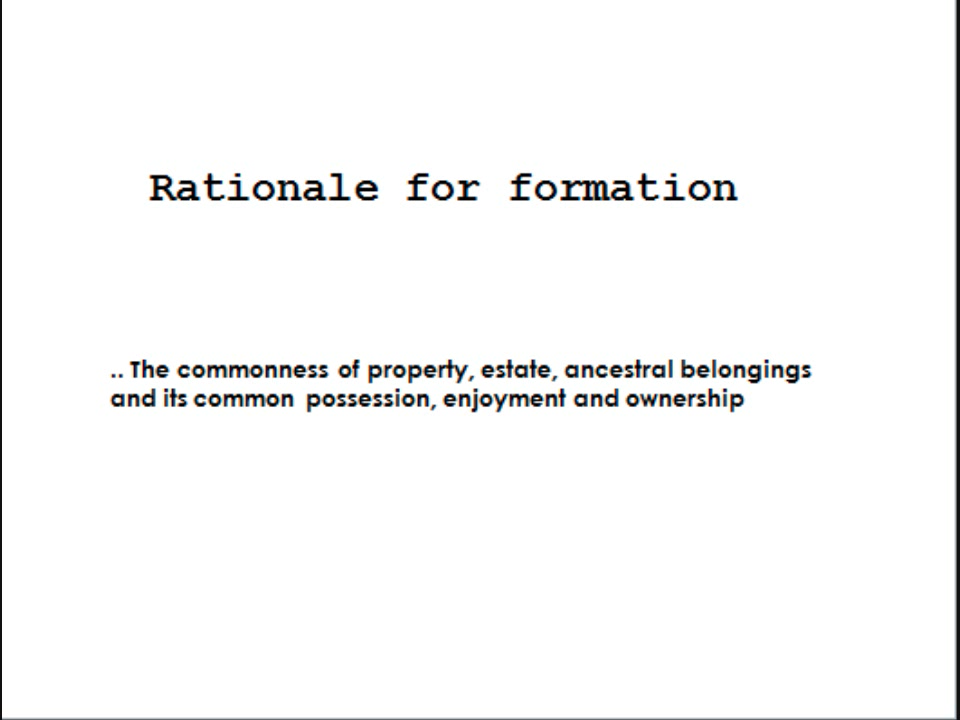 Rationale for formation
.. The commonness of property, estate, ancestral belongings
and its common possession, enjoyment and ownership